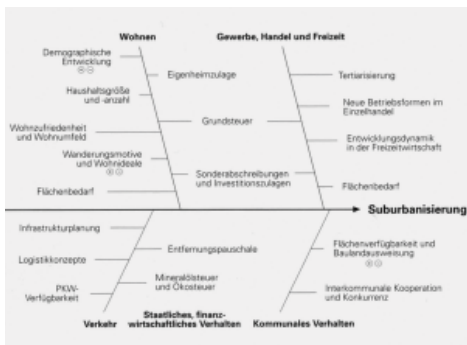 Wohnen
Gewerbe, Handel und Freizeit
Demographische
Entwicklung
Eigenheimzulage
Tertiarisierung
Haushaltsgröße
und -anzahl
Neue Betriebsformen im
Einzelhandel
Grundsteuer
Wohnzufriedenheit
und Wohnumfeld
Entwicklungsdynamik
in der Freizeitwirtschaft
Wanderungsmotive
und Wohnideale
Sonderabschreibungen
und Investitionszulagen
Flächenbedarf
Flächenbedarf
Suburbanisierung
Infrastrukturplanung
Entfernungspauschale
Flächenverfügbarkeit und
Baulandausweisung
Logistikkonzepte
Mineralölsteuer
und Ökosteuer
PKW-
Verfügbarkeit
Interkommunale Kooperation
und Konkurrenz
Verkehr
Staatliches, finanz-
wirtschaftliches Verhalten
Kommunales Verhalten